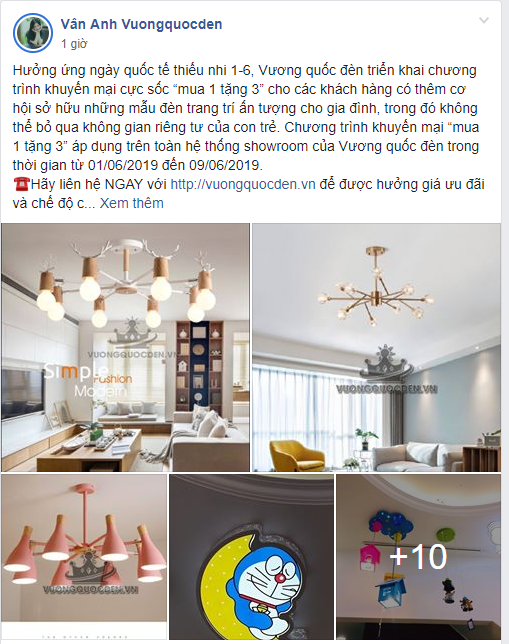 Vân Anh Vuongquocden
1 giờ
Hưởng ứng ngày quốc tế thiếu nhi 1-6, Vương quốc đèn triển khai chương
trình khuyến mại cực sốc “mua 1 tặng 3” cho các khách hàng có thêm cơ
hội sở hữu những mẫu đèn trang trí ấn tượng cho gia đình, trong đó không
thể bỏ qua không gian riêng tư của con trẻ. Chương trình khuyến mại “mua
1 tặng 3” áp dụng trên toàn hệ thống showroom của Vương quốc đèn trong
thời gian từ 01/06/2019 đến 09/06/2019.
☎️Hãy liên hệ NGAY với http://vuongquocden.vn để được hưởng giá ưu đãi
và chế độ c... Xem thêm
VUONGQUOCDEN.VN
Simple
Fashion
Modern
VUONGQUOCDEN.VN
VUONGQUOCDEN.VN
VUONGQUOCDEN.VN
+10